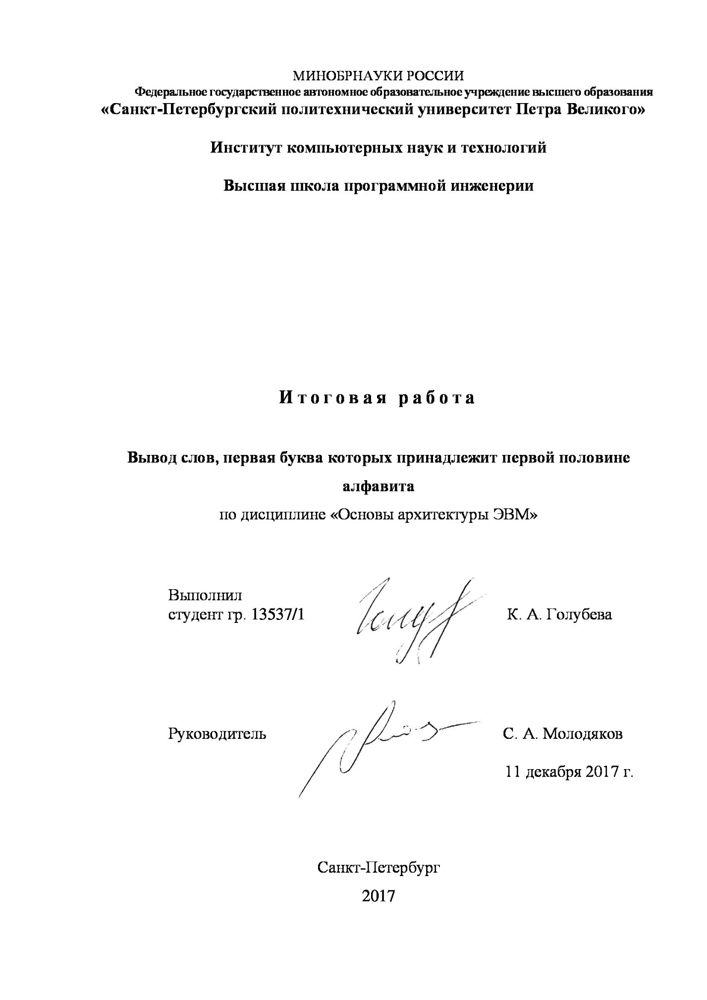 МИНОБРНАУКИ РОССИИ
Федеральное государственное автономное образовательное учреждение высшего образования
«Санкт-Петербургский политехнический университет Петра Великого»
Институт компьютерных наук и технологий
Высшая школа программной инженерии
Итоговая работа
Вывод слов, первая буква которых принадлежит первой половине
алфавита
по дисциплине «Основы архитектуры ЭВМ»
Выполнил
студент гр. 13537/1 К. А. Голубева
Руководитель С. А. Молодяков
11 декабря 2017 г.
Санкт-Петербург
2017